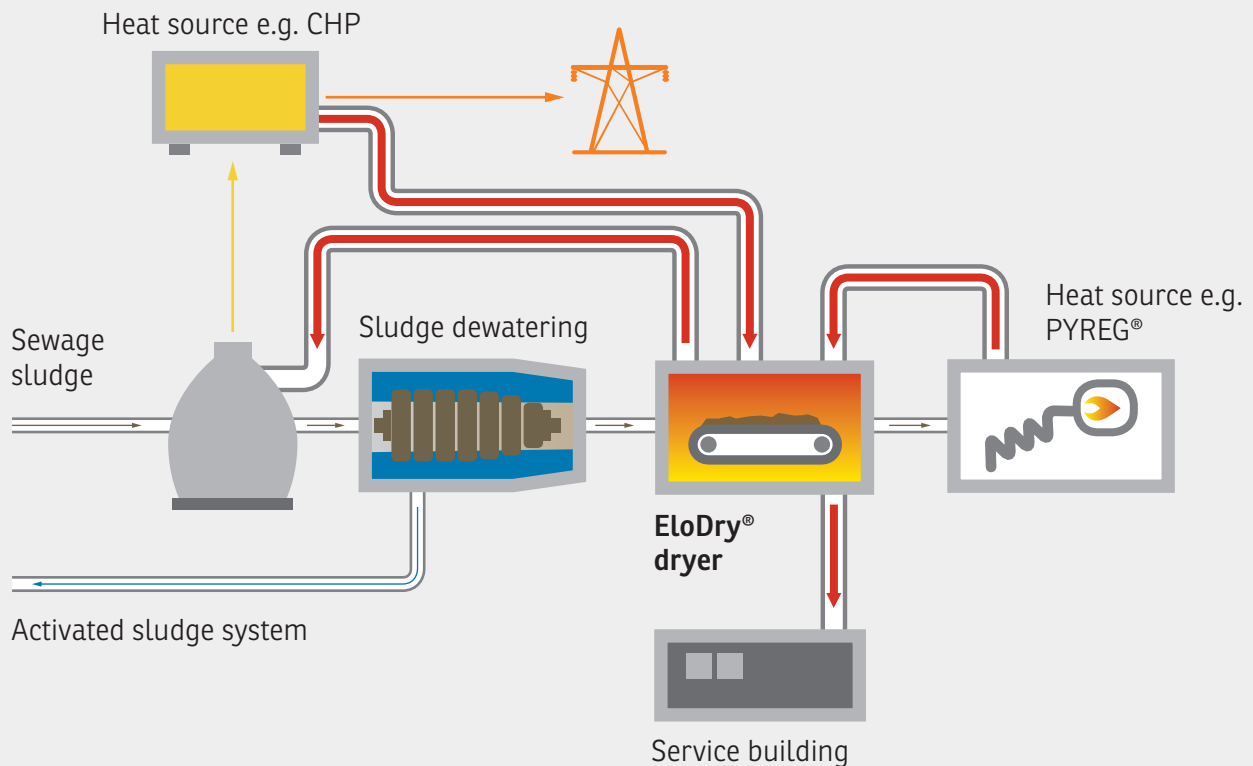 Heat source e.g. CHP
Sewage
sludge
Sludge dewatering
Heat source e.g.
PYREG®
EloDry®
dryer
Activated sludge system
Service building